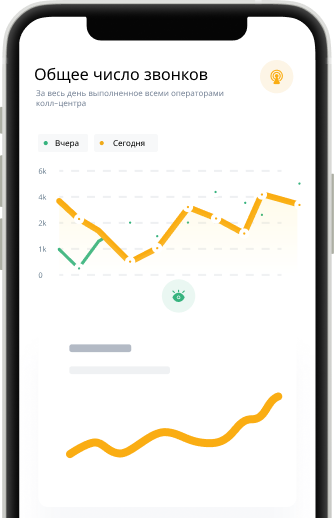 Общее число звонков
За весь день выполненное всеми операторами
колл–центра
Вчера
Сегодня
6k
4k
2k
1k
0